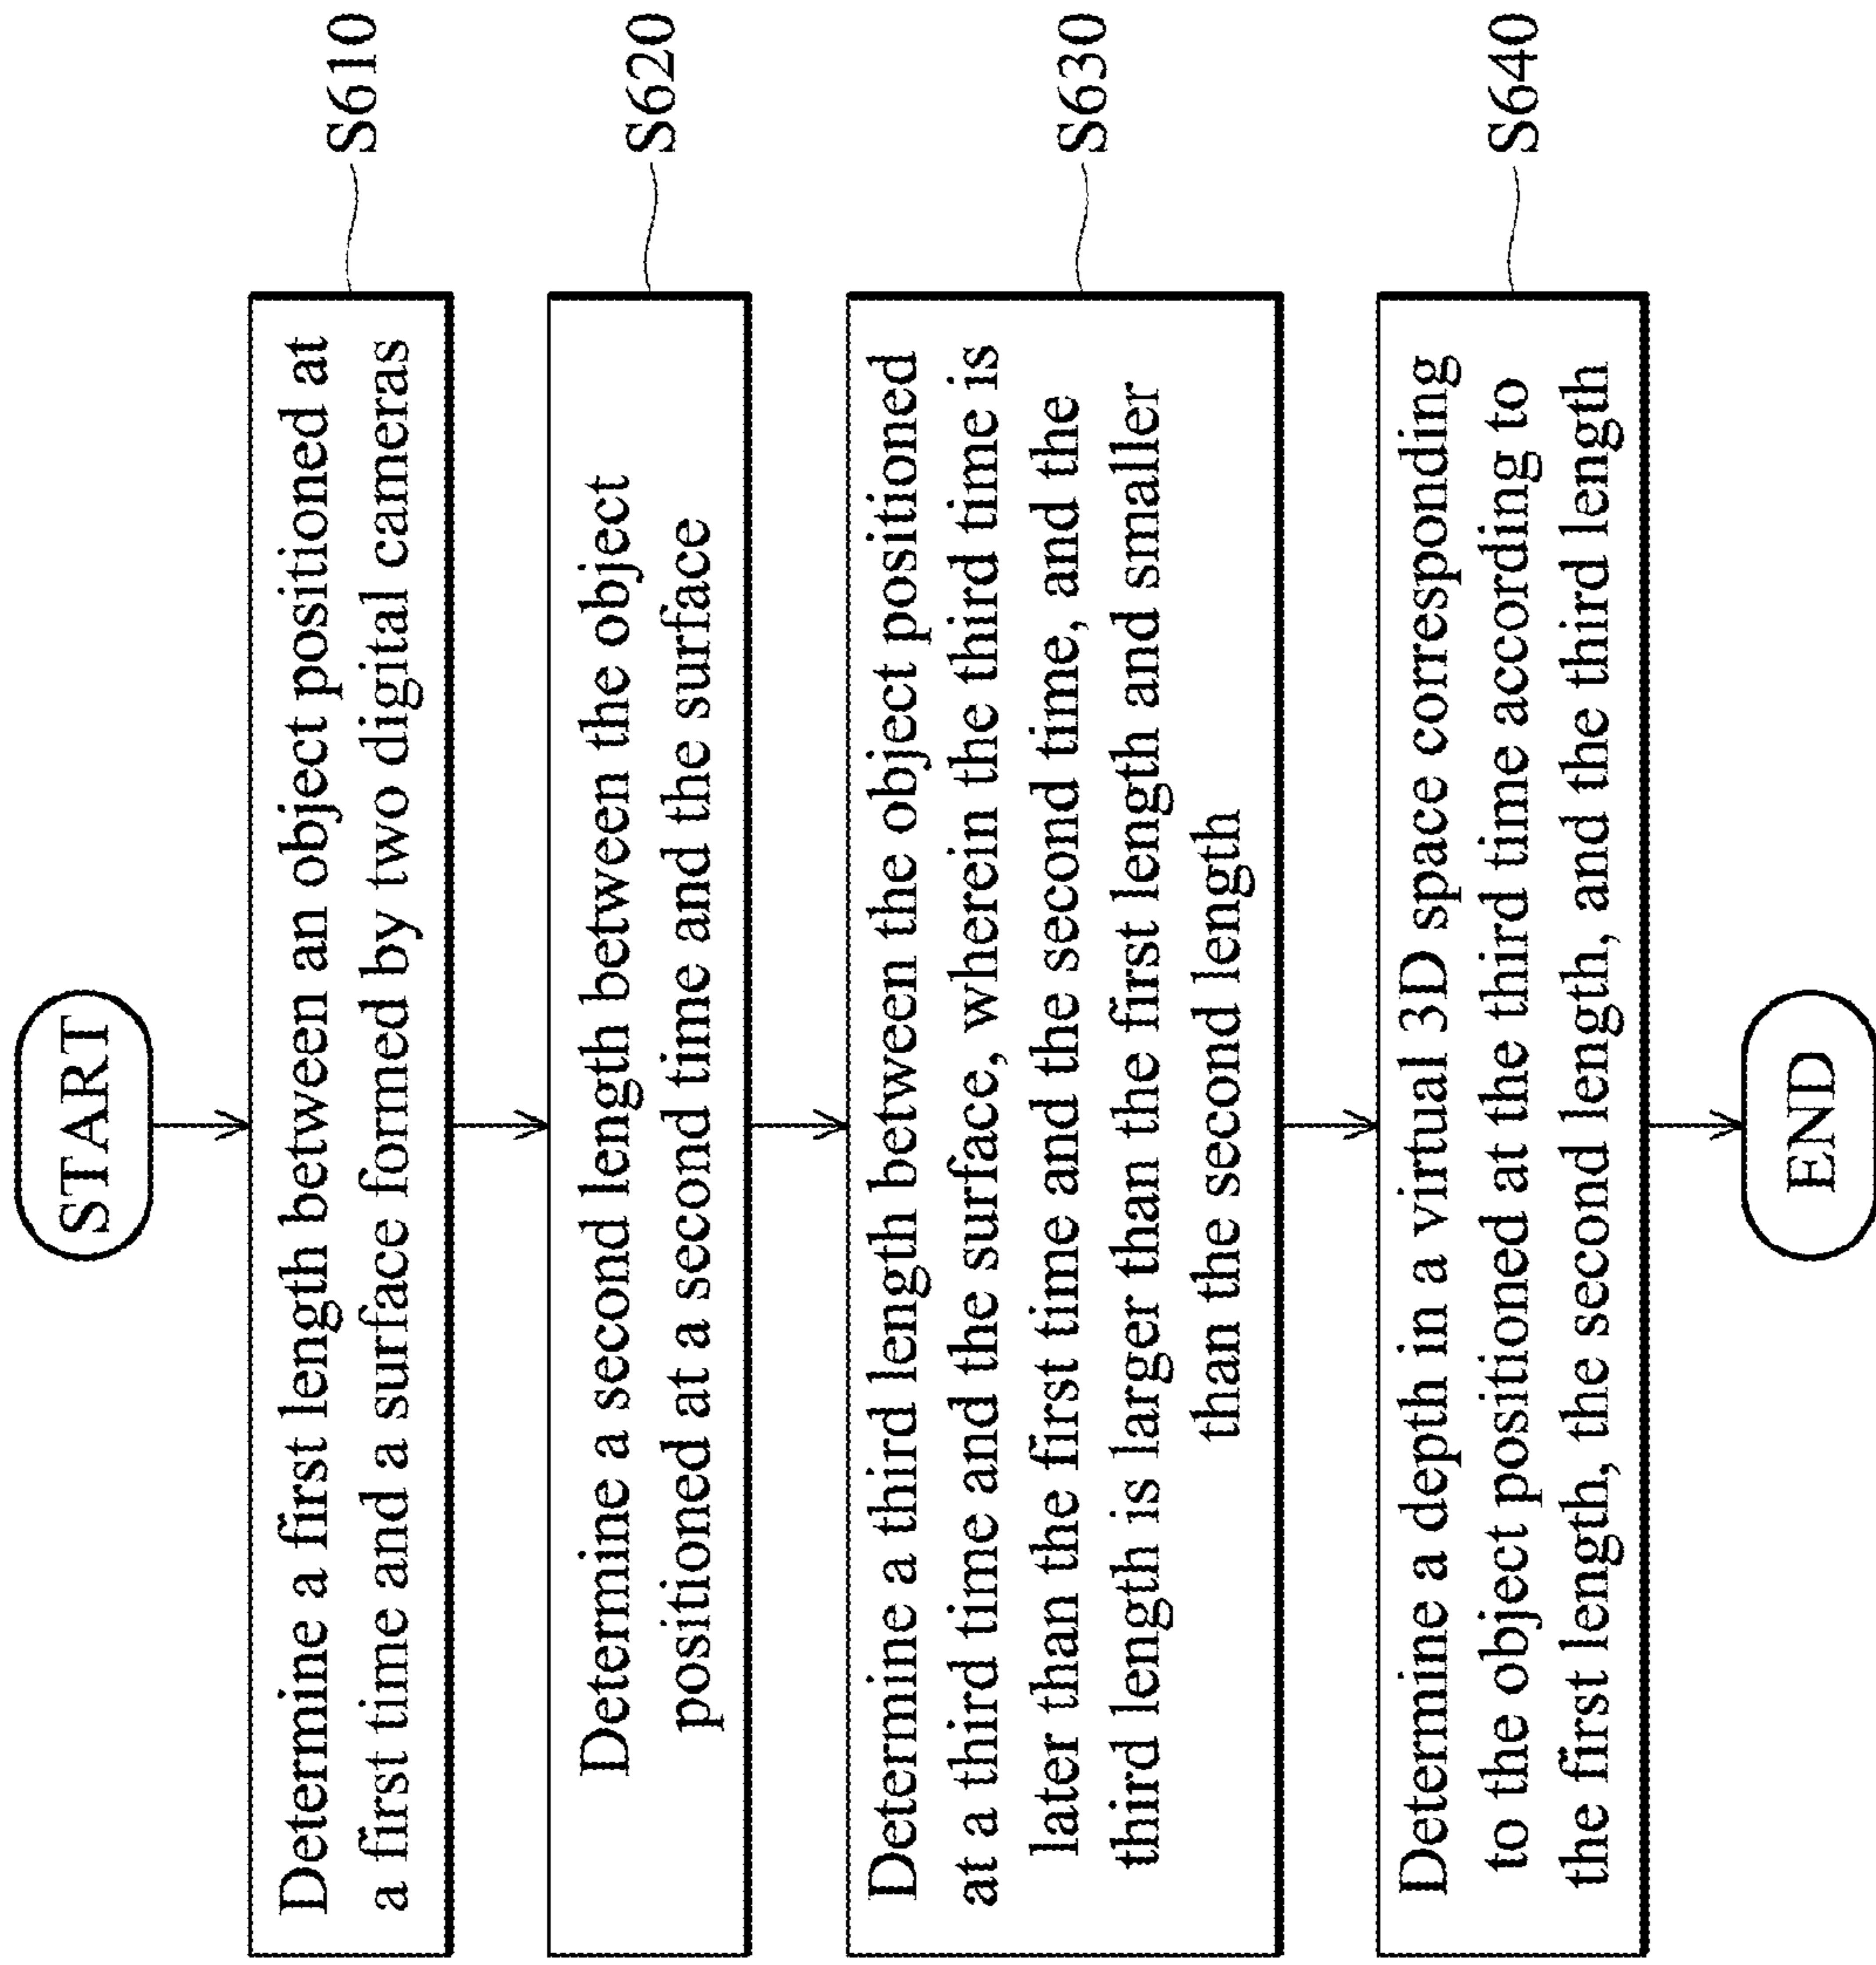 START
Determine a first length between an object positioned at
a first time and a surface formed by two digital cameras
S610
Determine a second length between the object
positioned at a second time and the surface
S620
Determine a third length between the object positioned
at a third time and the surface, wherein the third time is
later than the first time and the second time, and the
third length is larger than the first length and smaller
than the second length
S630
Determine a depth in a virtual 3D space corresponding
to the object positioned at the third time according to
the first length, the second length, and the third length
S640
END